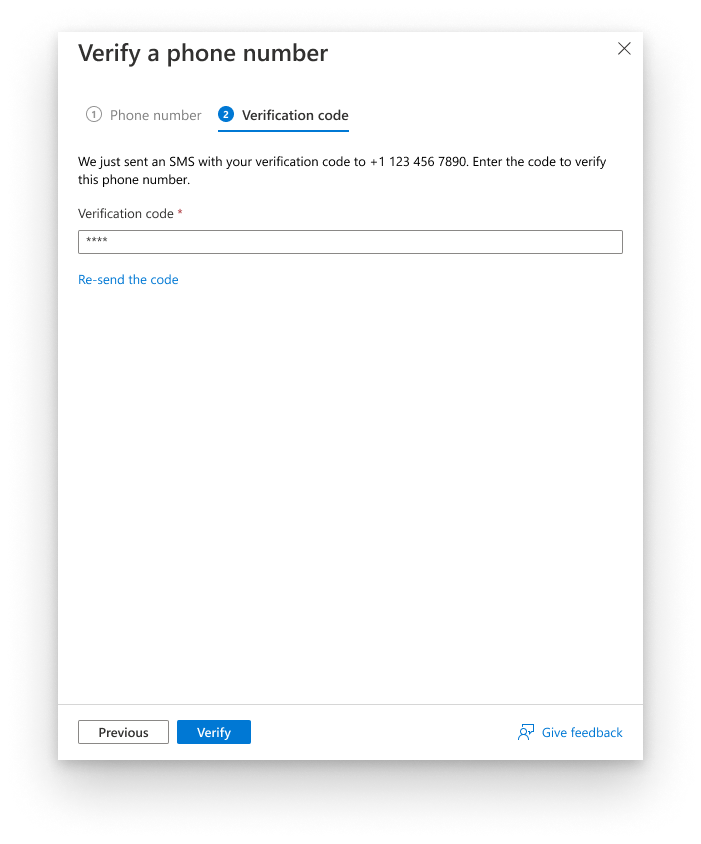 Verify a phone number
1 Phone number 2 Verification code
We just sent an SMS with your verification code to +1 123 456 7890. Enter the code to verify
this phone number.
Verification code *
****
Re-send the code
Previous Verify Give feedback